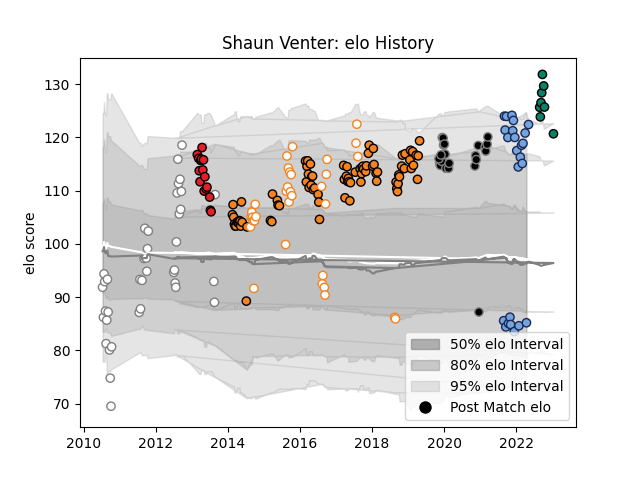 Shaun Venter: elo History
elo score
130
120
110
100
90
80
70
2010
2012
2014
2016
2018
2020
2022
50% elo Interval
80% elo Interval
95% elo Interval
Post Match elo